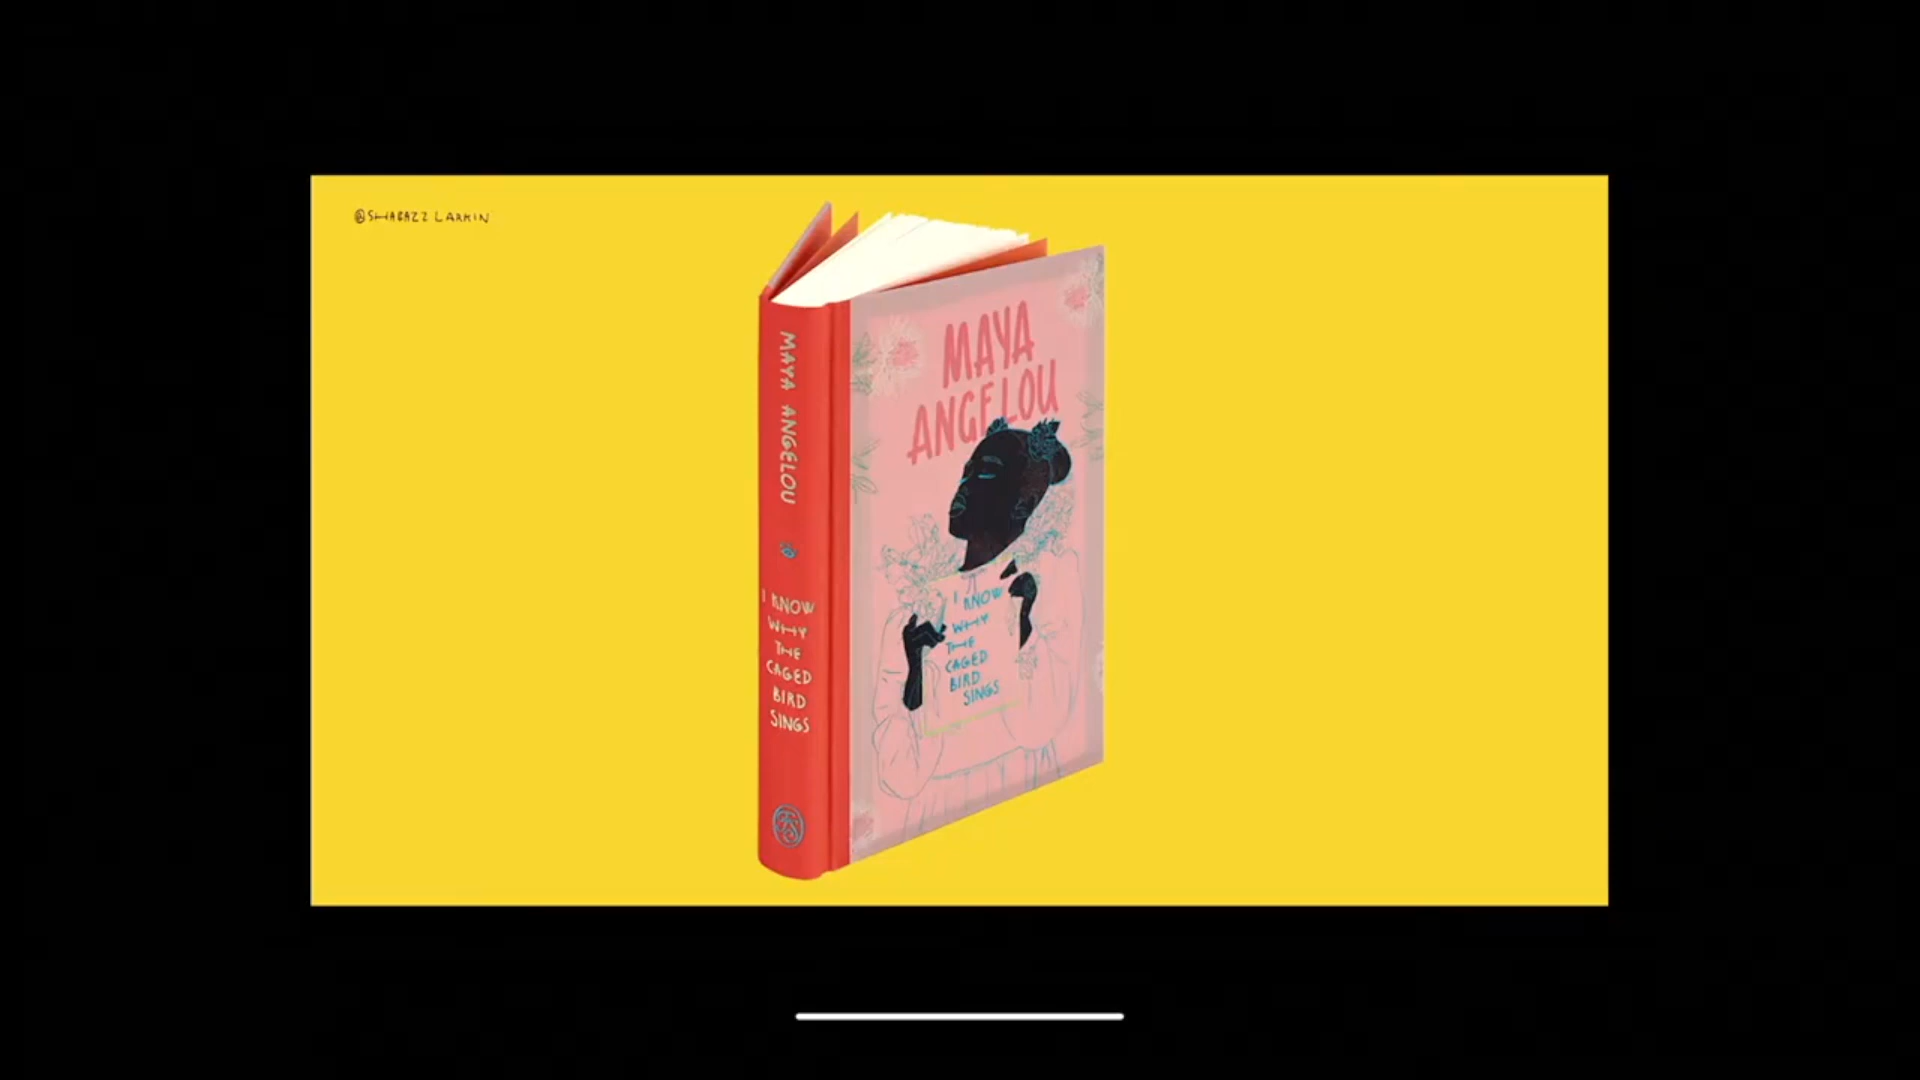 @SHABAZZ LARKIN
MAYA ANGELOU
I KNOW
WHY
THE
CAGED
BIRD
SINGS
MAYA
ANGELOU
I KNOW
WHY
THE
CAGED
BIRD
SINGS